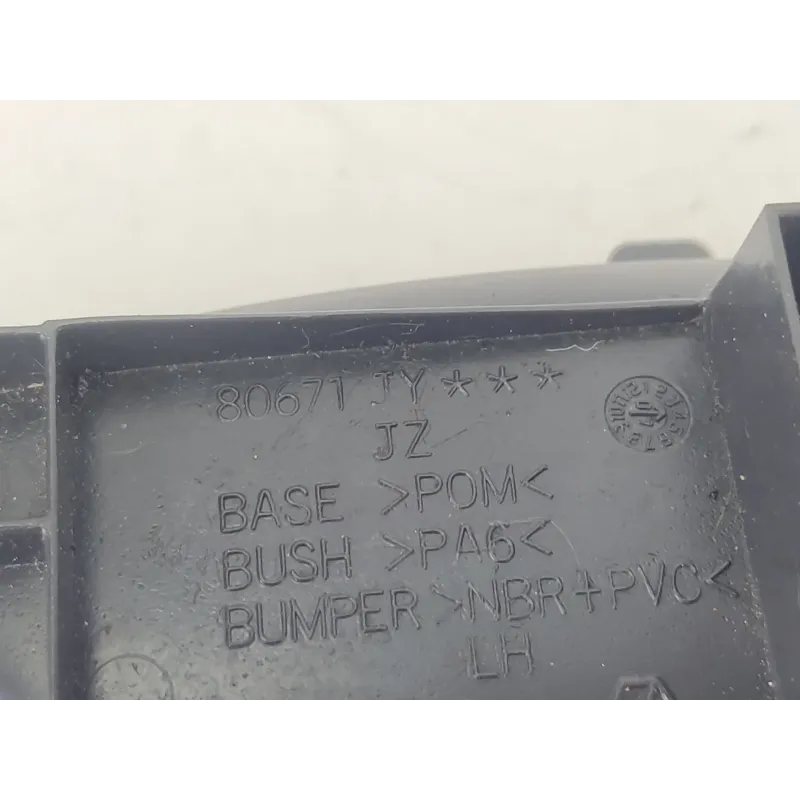 80671 JY***
JZ
BASE >POM<
BUSH >PA6<
BUMPER >NBR+PVC<
LH